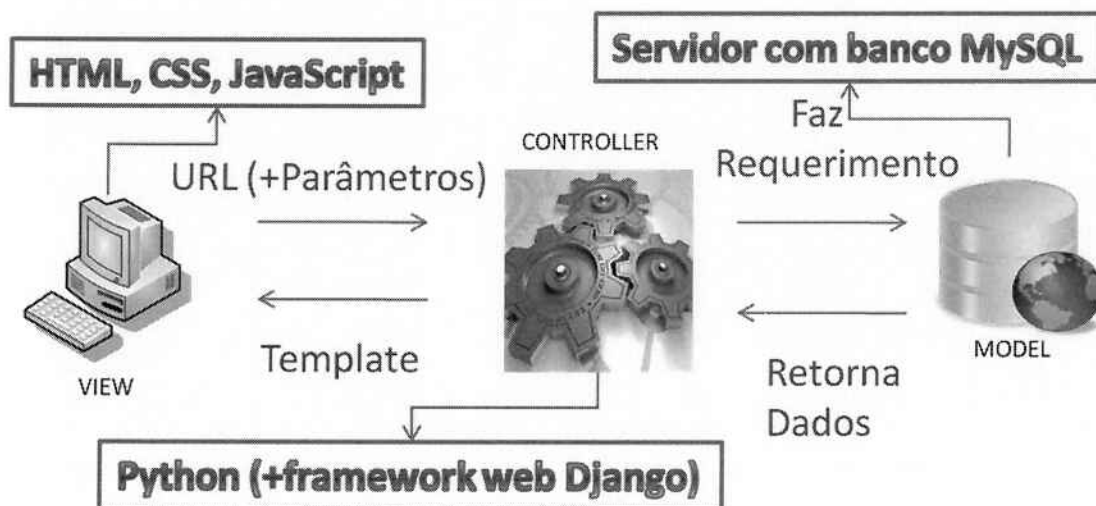 HTML, CSS, JavaScript
Servidor com banco MySQL
CONTROLLER
Faz
URL (+Parâmetros)
Requerimento
Template
VIEW
MODEL
Retorna
Dados
Python (+framework web Django)